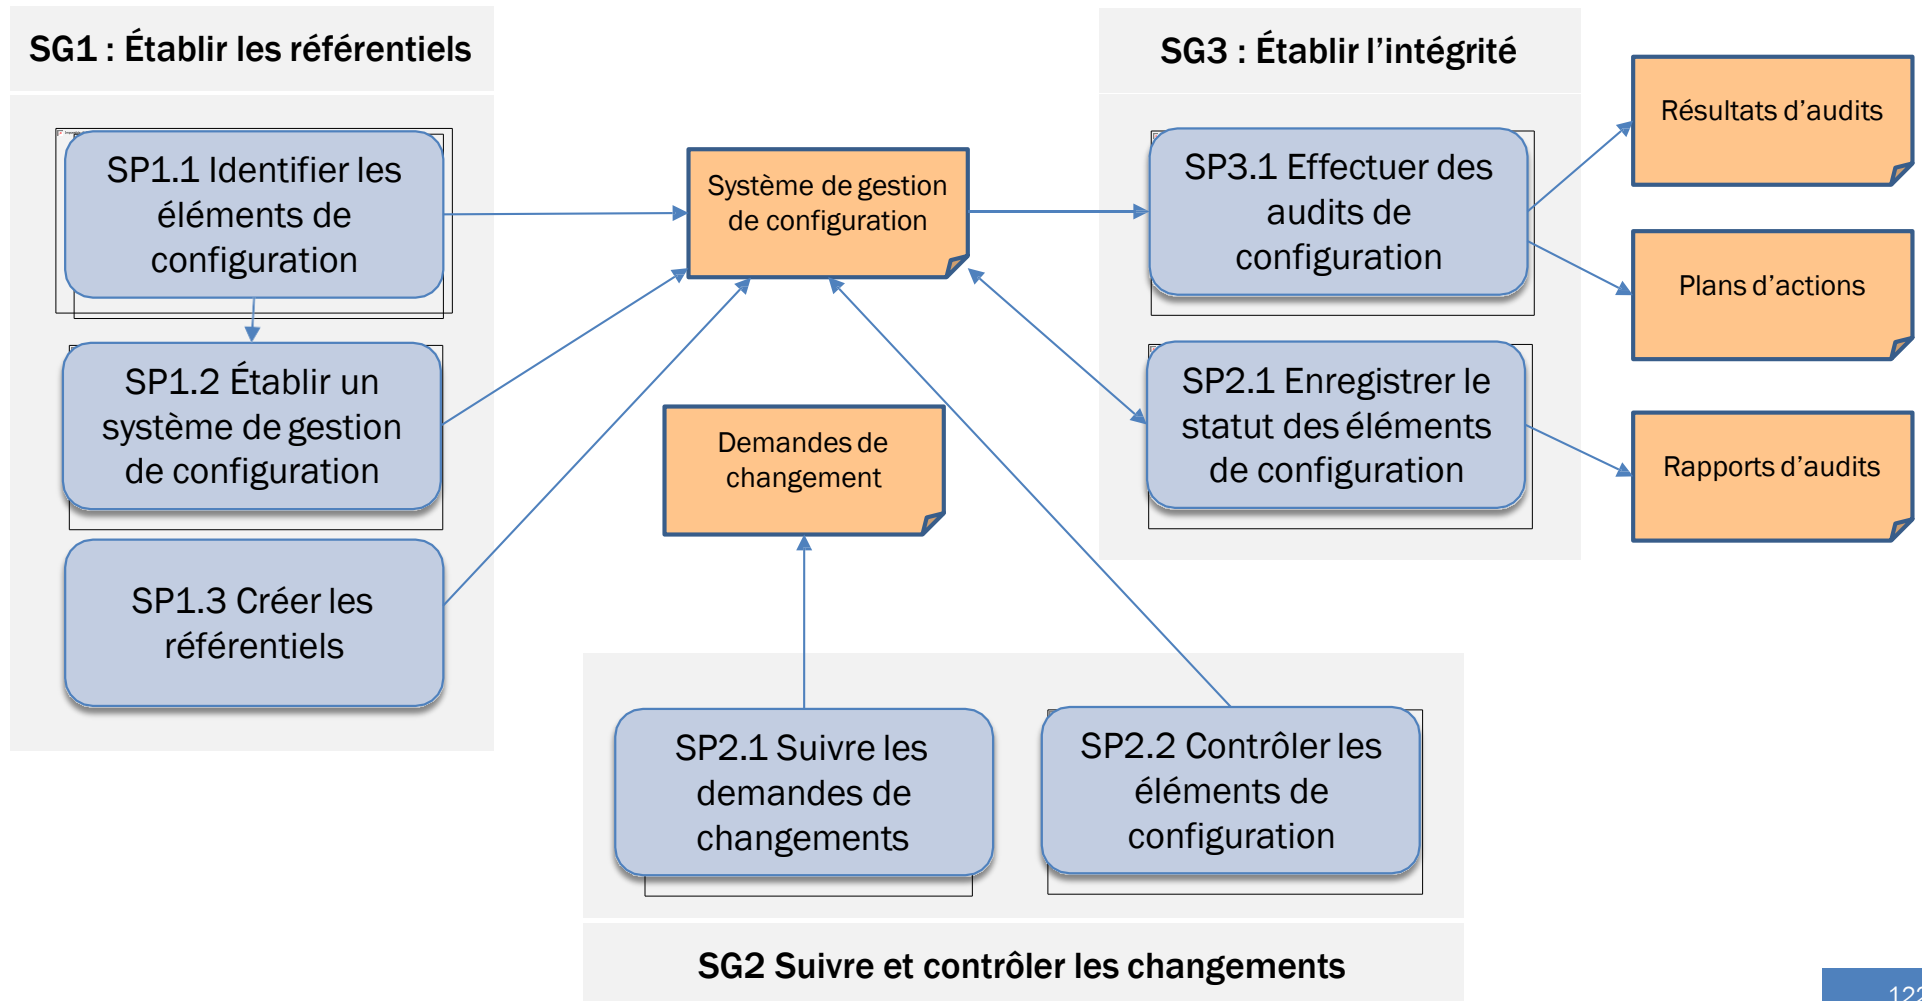 SG1 : Établir les référentiels
SP1.1 Identifier les
éléments de
configuration
SP1.2 Établir un
système de gestion
de configuration
SP1.3 Créer les
référentiels
Système de gestion
de configuration
Demandes de
changement
SG3 : Établir l’intégrité
SP3.1 Effectuer des
audits de
configuration
SP2.1 Enregistrer le
statut des éléments
de configuration
Résultats d’audits
Plans d’actions
Rapports d’audits
SP2.1 Suivre les
demandes de
changements
SP2.2 Contrôler les
éléments de
configuration
SG2 Suivre et contrôler les changements
122